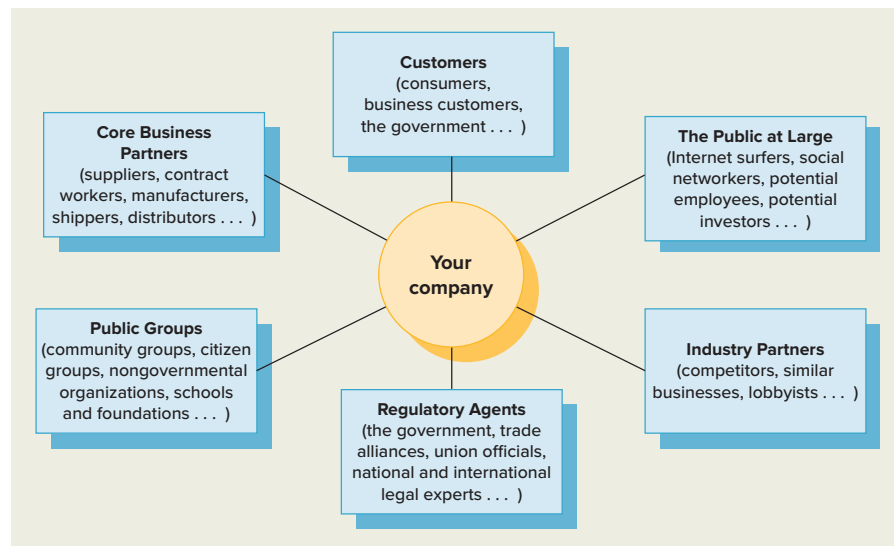 Customers
(consumers,
business customers,
the government . . . )
Core Business
Partners
(suppliers, contract
workers, manufacturers,
shippers, distributors . . . )
The Public at Large
(Internet surfers, social
networkers, potential
employees, potential
investors . . . )
Your
company
Public Groups
(community groups, citizen
groups, nongovernmental
organizations, schools
and foundations . . . )
Industry Partners
(competitors, similar
businesses, lobbyists . . . )
Regulatory Agents
(the government, trade
alliances, union officials,
national and international
legal experts . . . )